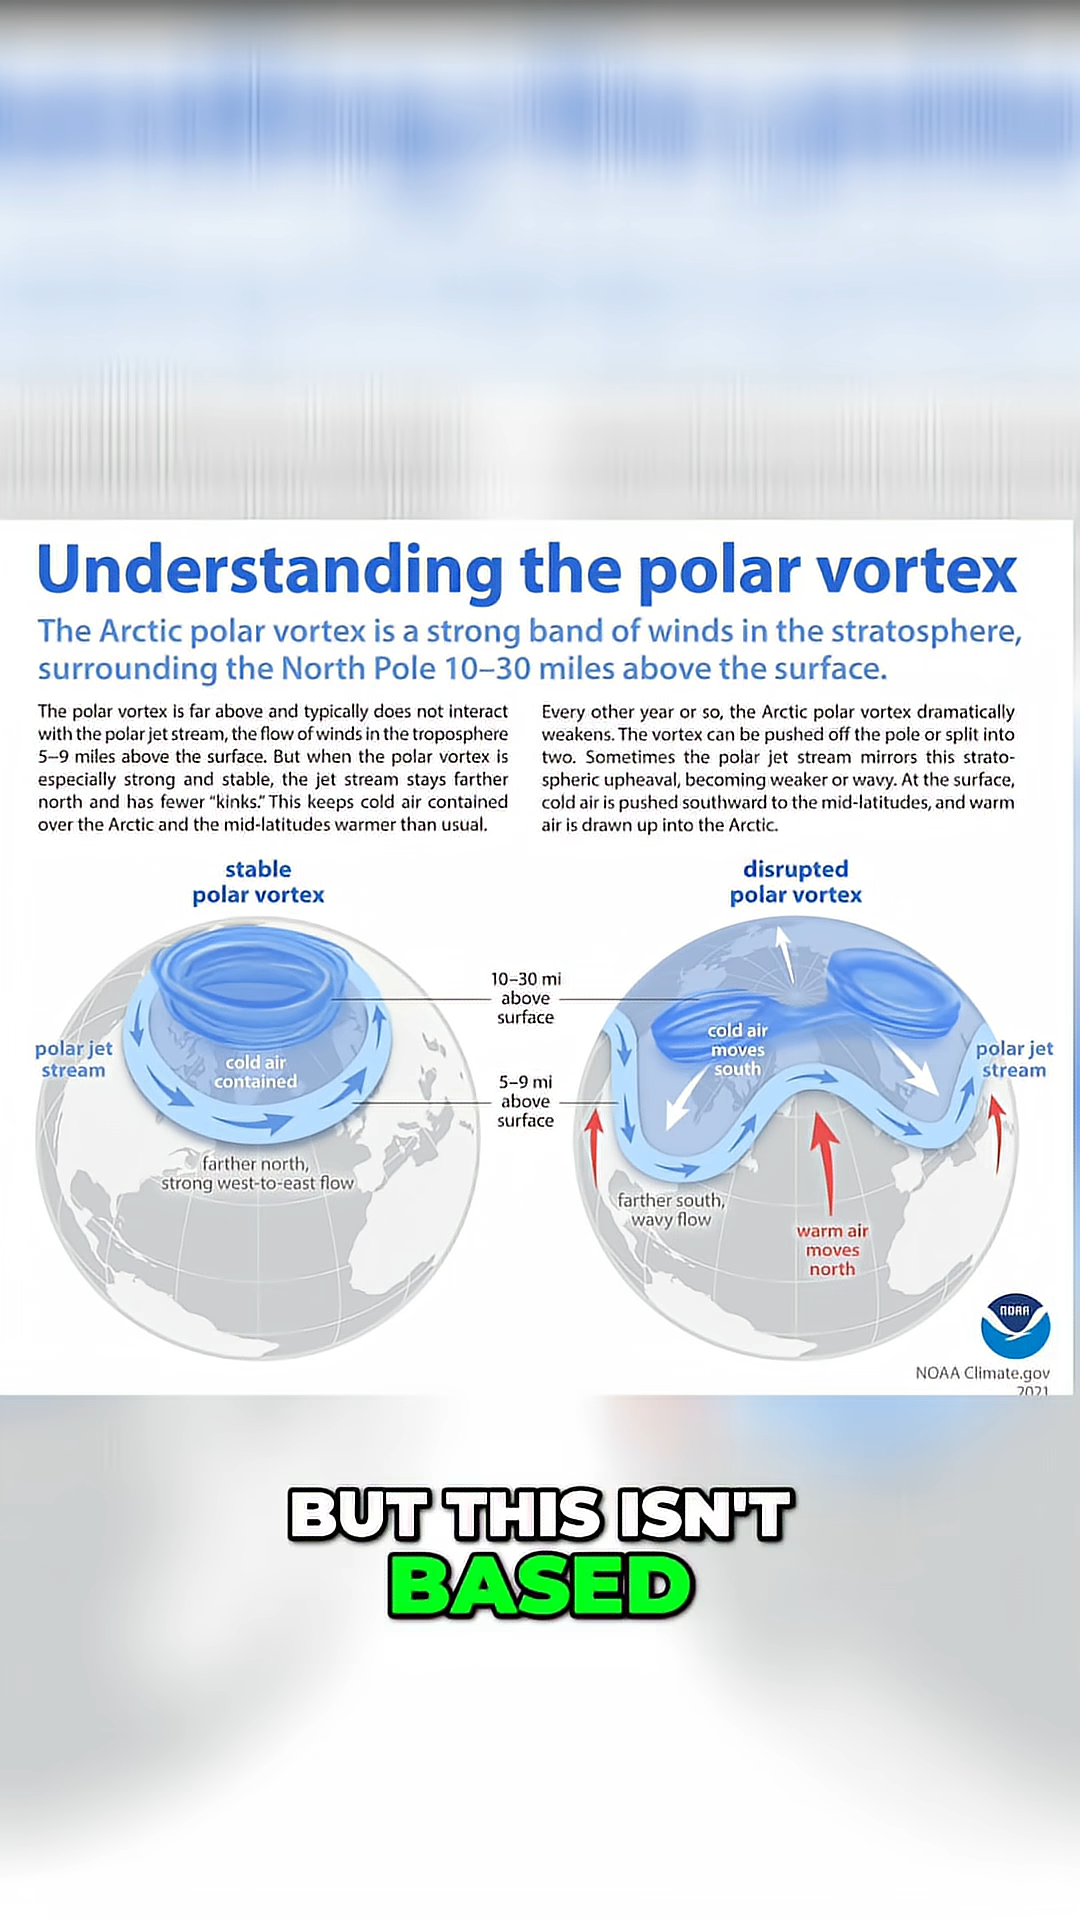 Understanding the polar vortex
The Arctic polar vortex is a strong band of winds in the stratosphere,
surrounding the North Pole 10–30 miles above the surface.
The polar vortex is far above and typically does not interact
with the polar jet stream, the flow of winds in the troposphere
5–9 miles above the surface. But when the polar vortex is
especially strong and stable, the jet stream stays farther
north and has fewer “kinks.” This keeps cold air contained
over the Arctic and the mid-latitudes warmer than usual.
Every other year or so, the Arctic polar vortex dramatically
weakens. The vortex can be pushed off the pole or split into
two. Sometimes the polar jet stream mirrors this strato-
spheric upheaval, becoming weaker or wavy. At the surface,
cold air is pushed southward to the mid-latitudes, and warm
air is drawn up into the Arctic.
stable
polar vortex
polar jet
stream
cold air
contained
farther north,
strong west-to-east flow
10–30 mi
above
surface
5–9 mi
above
surface
disrupted
polar vortex
cold air
moves
south
polar jet
stream
farther south,
wavy flow
warm air
moves
north
NOAA
NOAA Climate.gov
2021
BUT THIS ISN'T
BASED